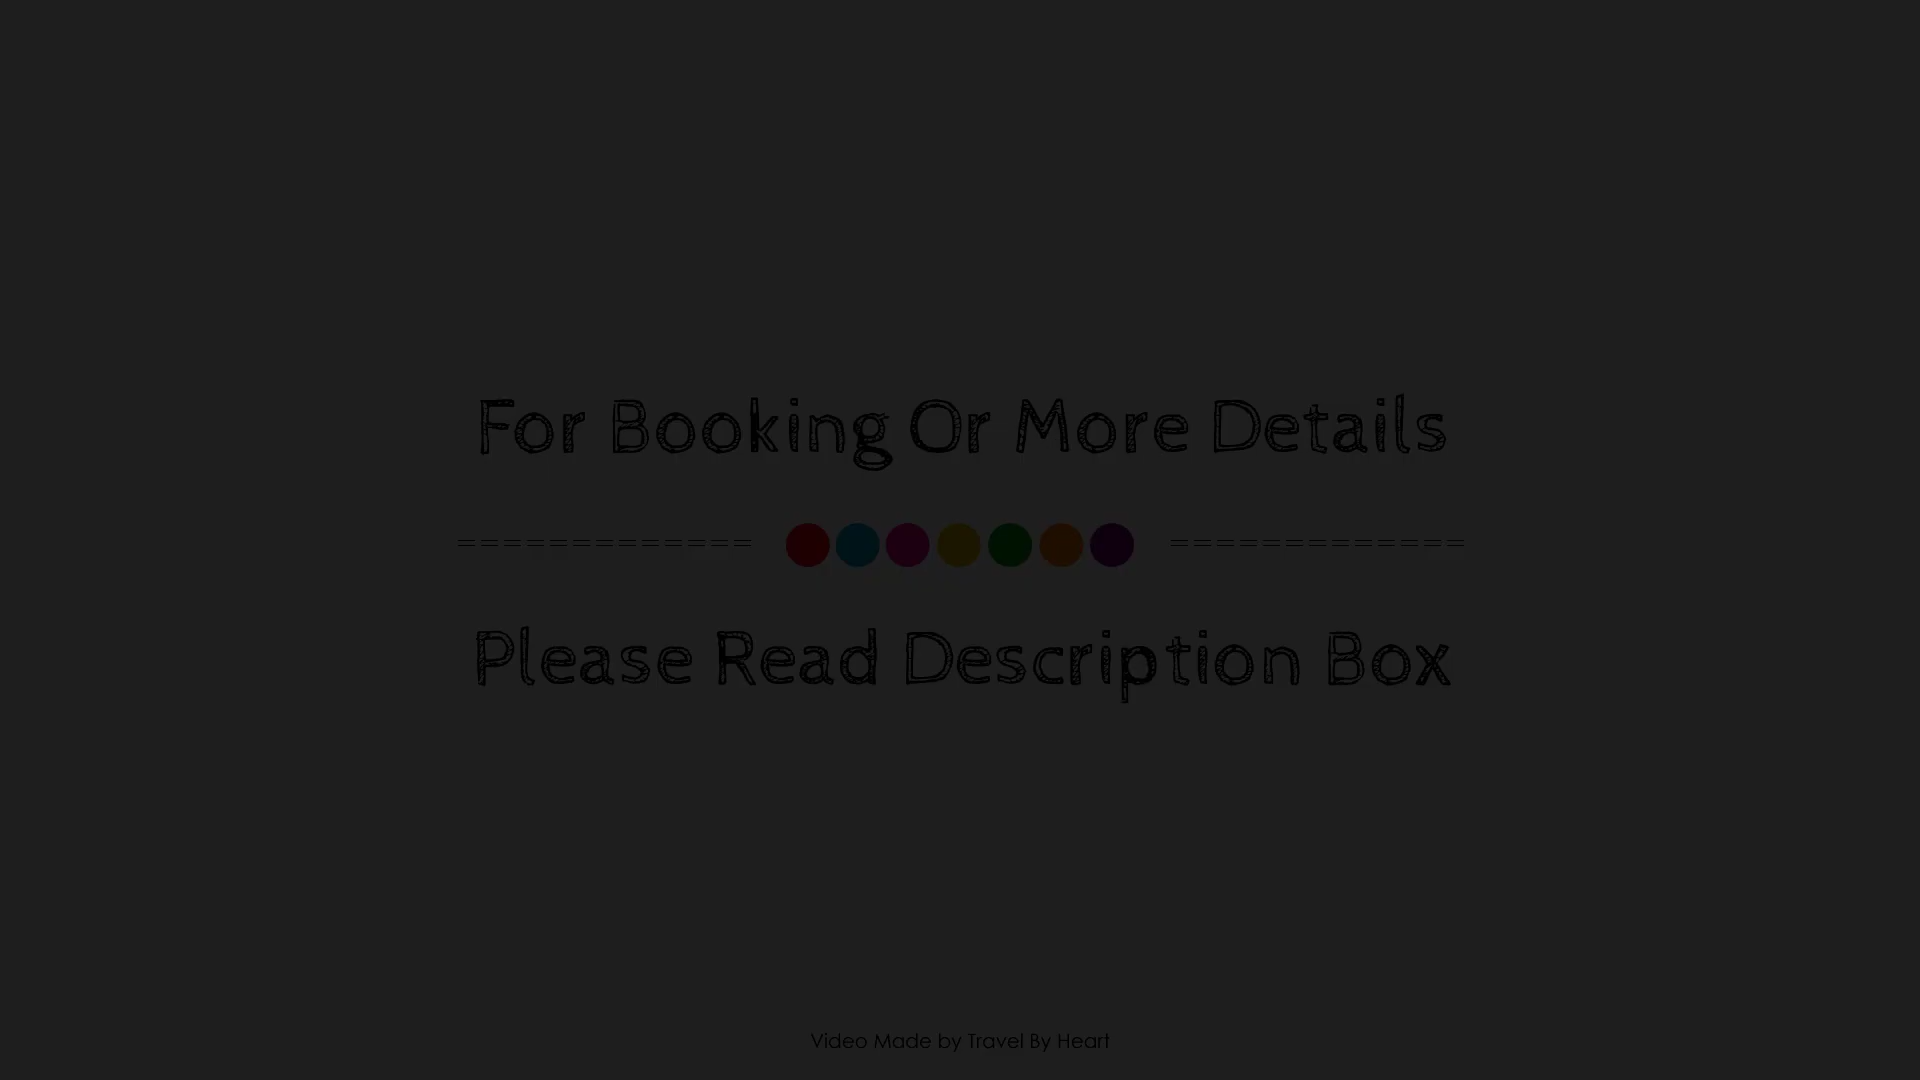 For Booking Or More Details
============= =============
Please Read Description Box
Video Made by Travel By Heart